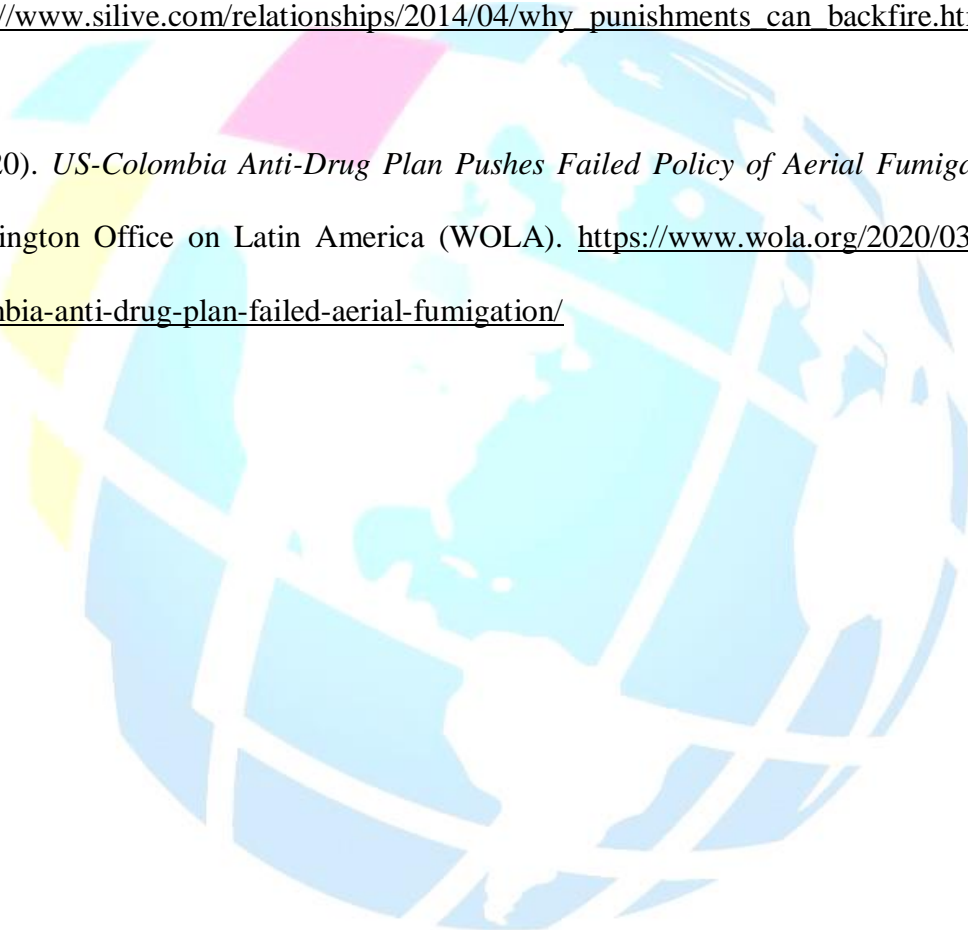 //www.silive.com/relationships/2014/04/why_punishments_can_backfire.ht
20). US-Colombia Anti-Drug Plan Pushes Failed Policy of Aerial Fumiga
ington Office on Latin America (WOLA). https://www.wola.org/2020/03
bia-anti-drug-plan-failed-aerial-fumigation/